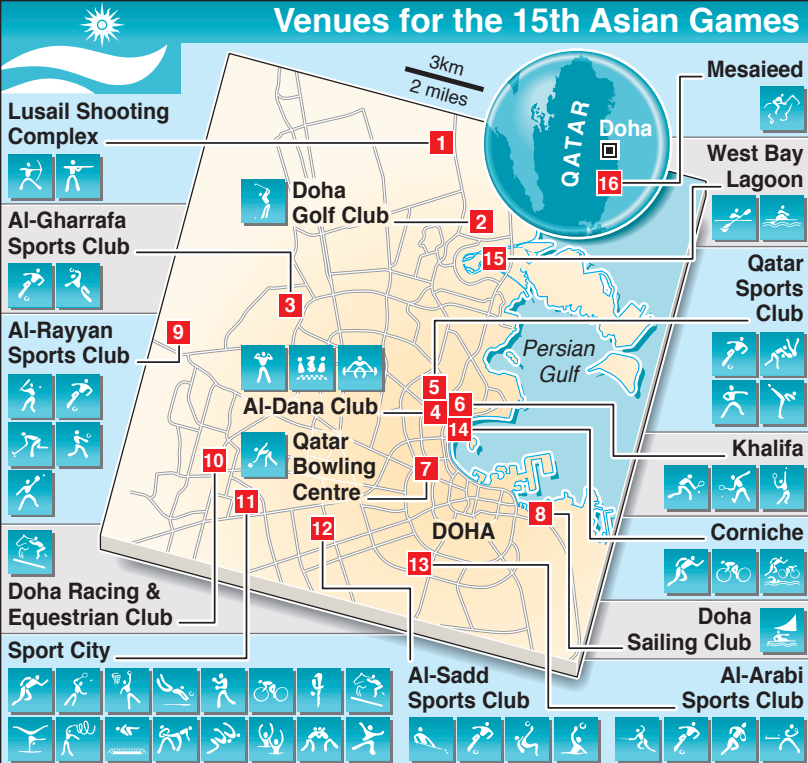 Venues for the 15th Asian Games
3km
2 miles
Mesaieed
Lusail Shooting
Complex
1
QATAR
Doha
16
West Bay
Lagoon
Doha
Golf Club
2
Al-Gharrafa
Sports Club
15
Qatar
Sports
Club
3
9
Al-Rayyan
Sports Club
Persian
Gulf
5
6
4
Al-Dana Club
14
Qatar
Bowling
Centre
Khalifa
10
7
11
8
12
DOHA
Corniche
13
Doha Racing &
Equestrian Club
Doha
Sailing Club
Sport City
Al-Sadd
Sports Club
Al-Arabi
Sports Club